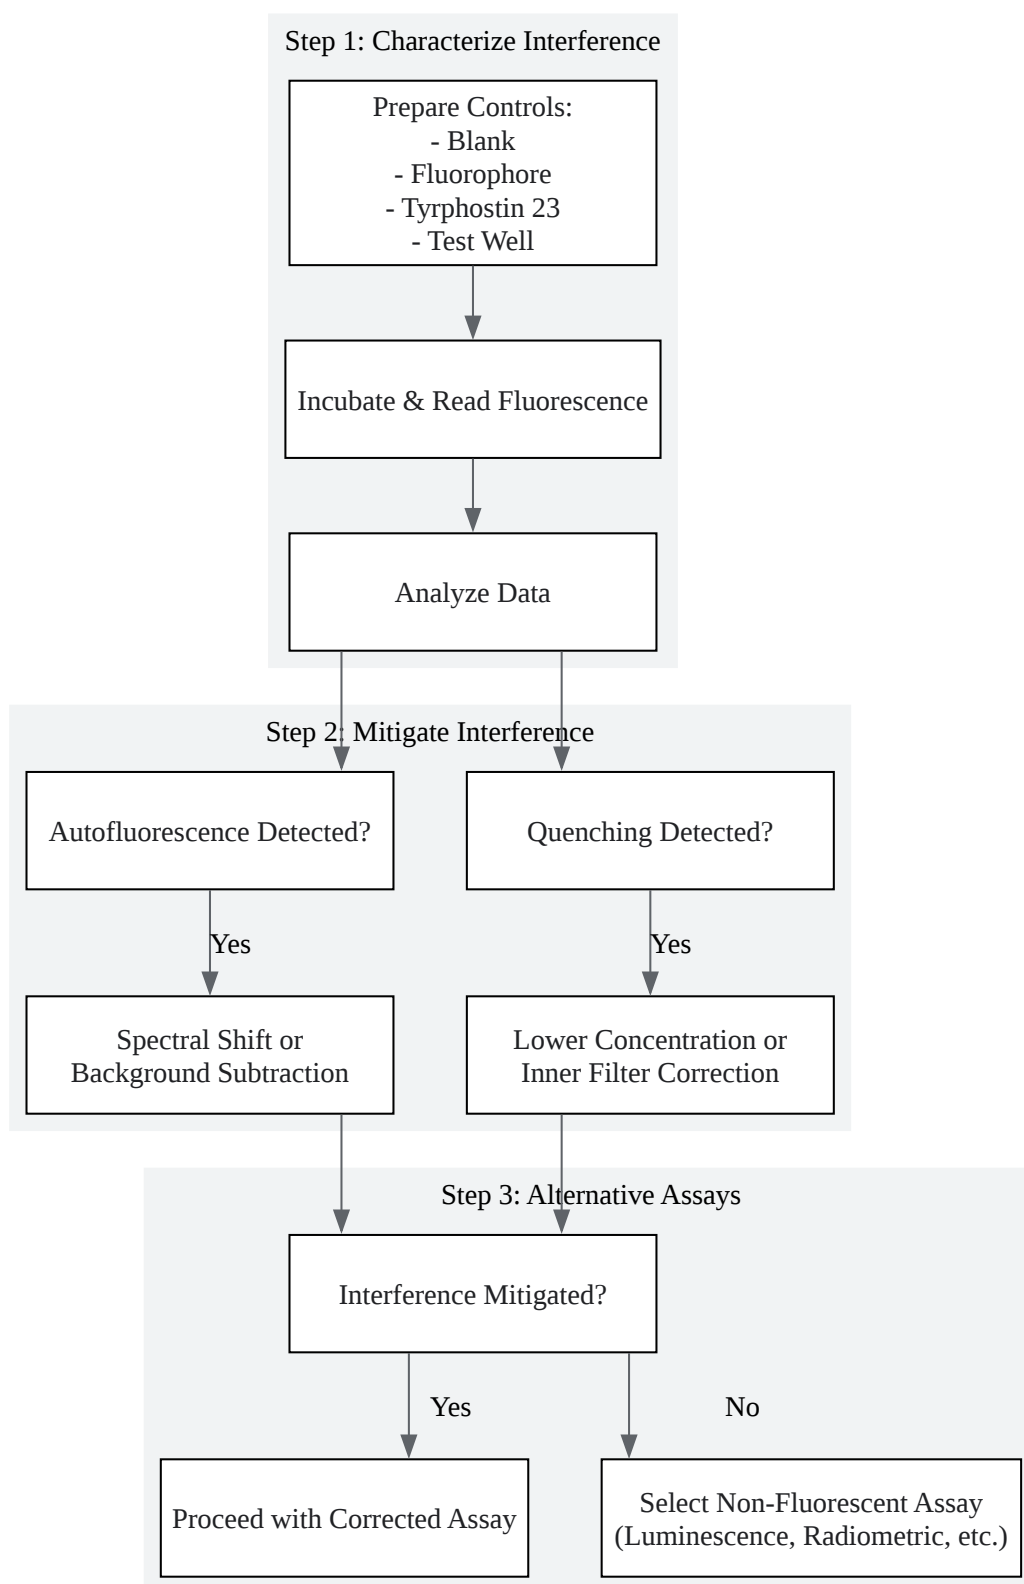 Step 1: Characterize Interference
Prepare Controls:
- Blank
- Fluorophore
- Tyrphostin 23
- Test Well
Incubate & Read Fluorescence
Analyze Data
Step 2: Mitigate Interference
Autofluorescence Detected?
Quenching Detected?
Yes
Yes
Spectral Shift or
Background Subtraction
Lower Concentration or
Inner Filter Correction
Step 3: Alternative Assays
Interference Mitigated?
Yes
No
Proceed with Corrected Assay
Select Non-Fluorescent Assay
(Luminescence, Radiometric, etc.)